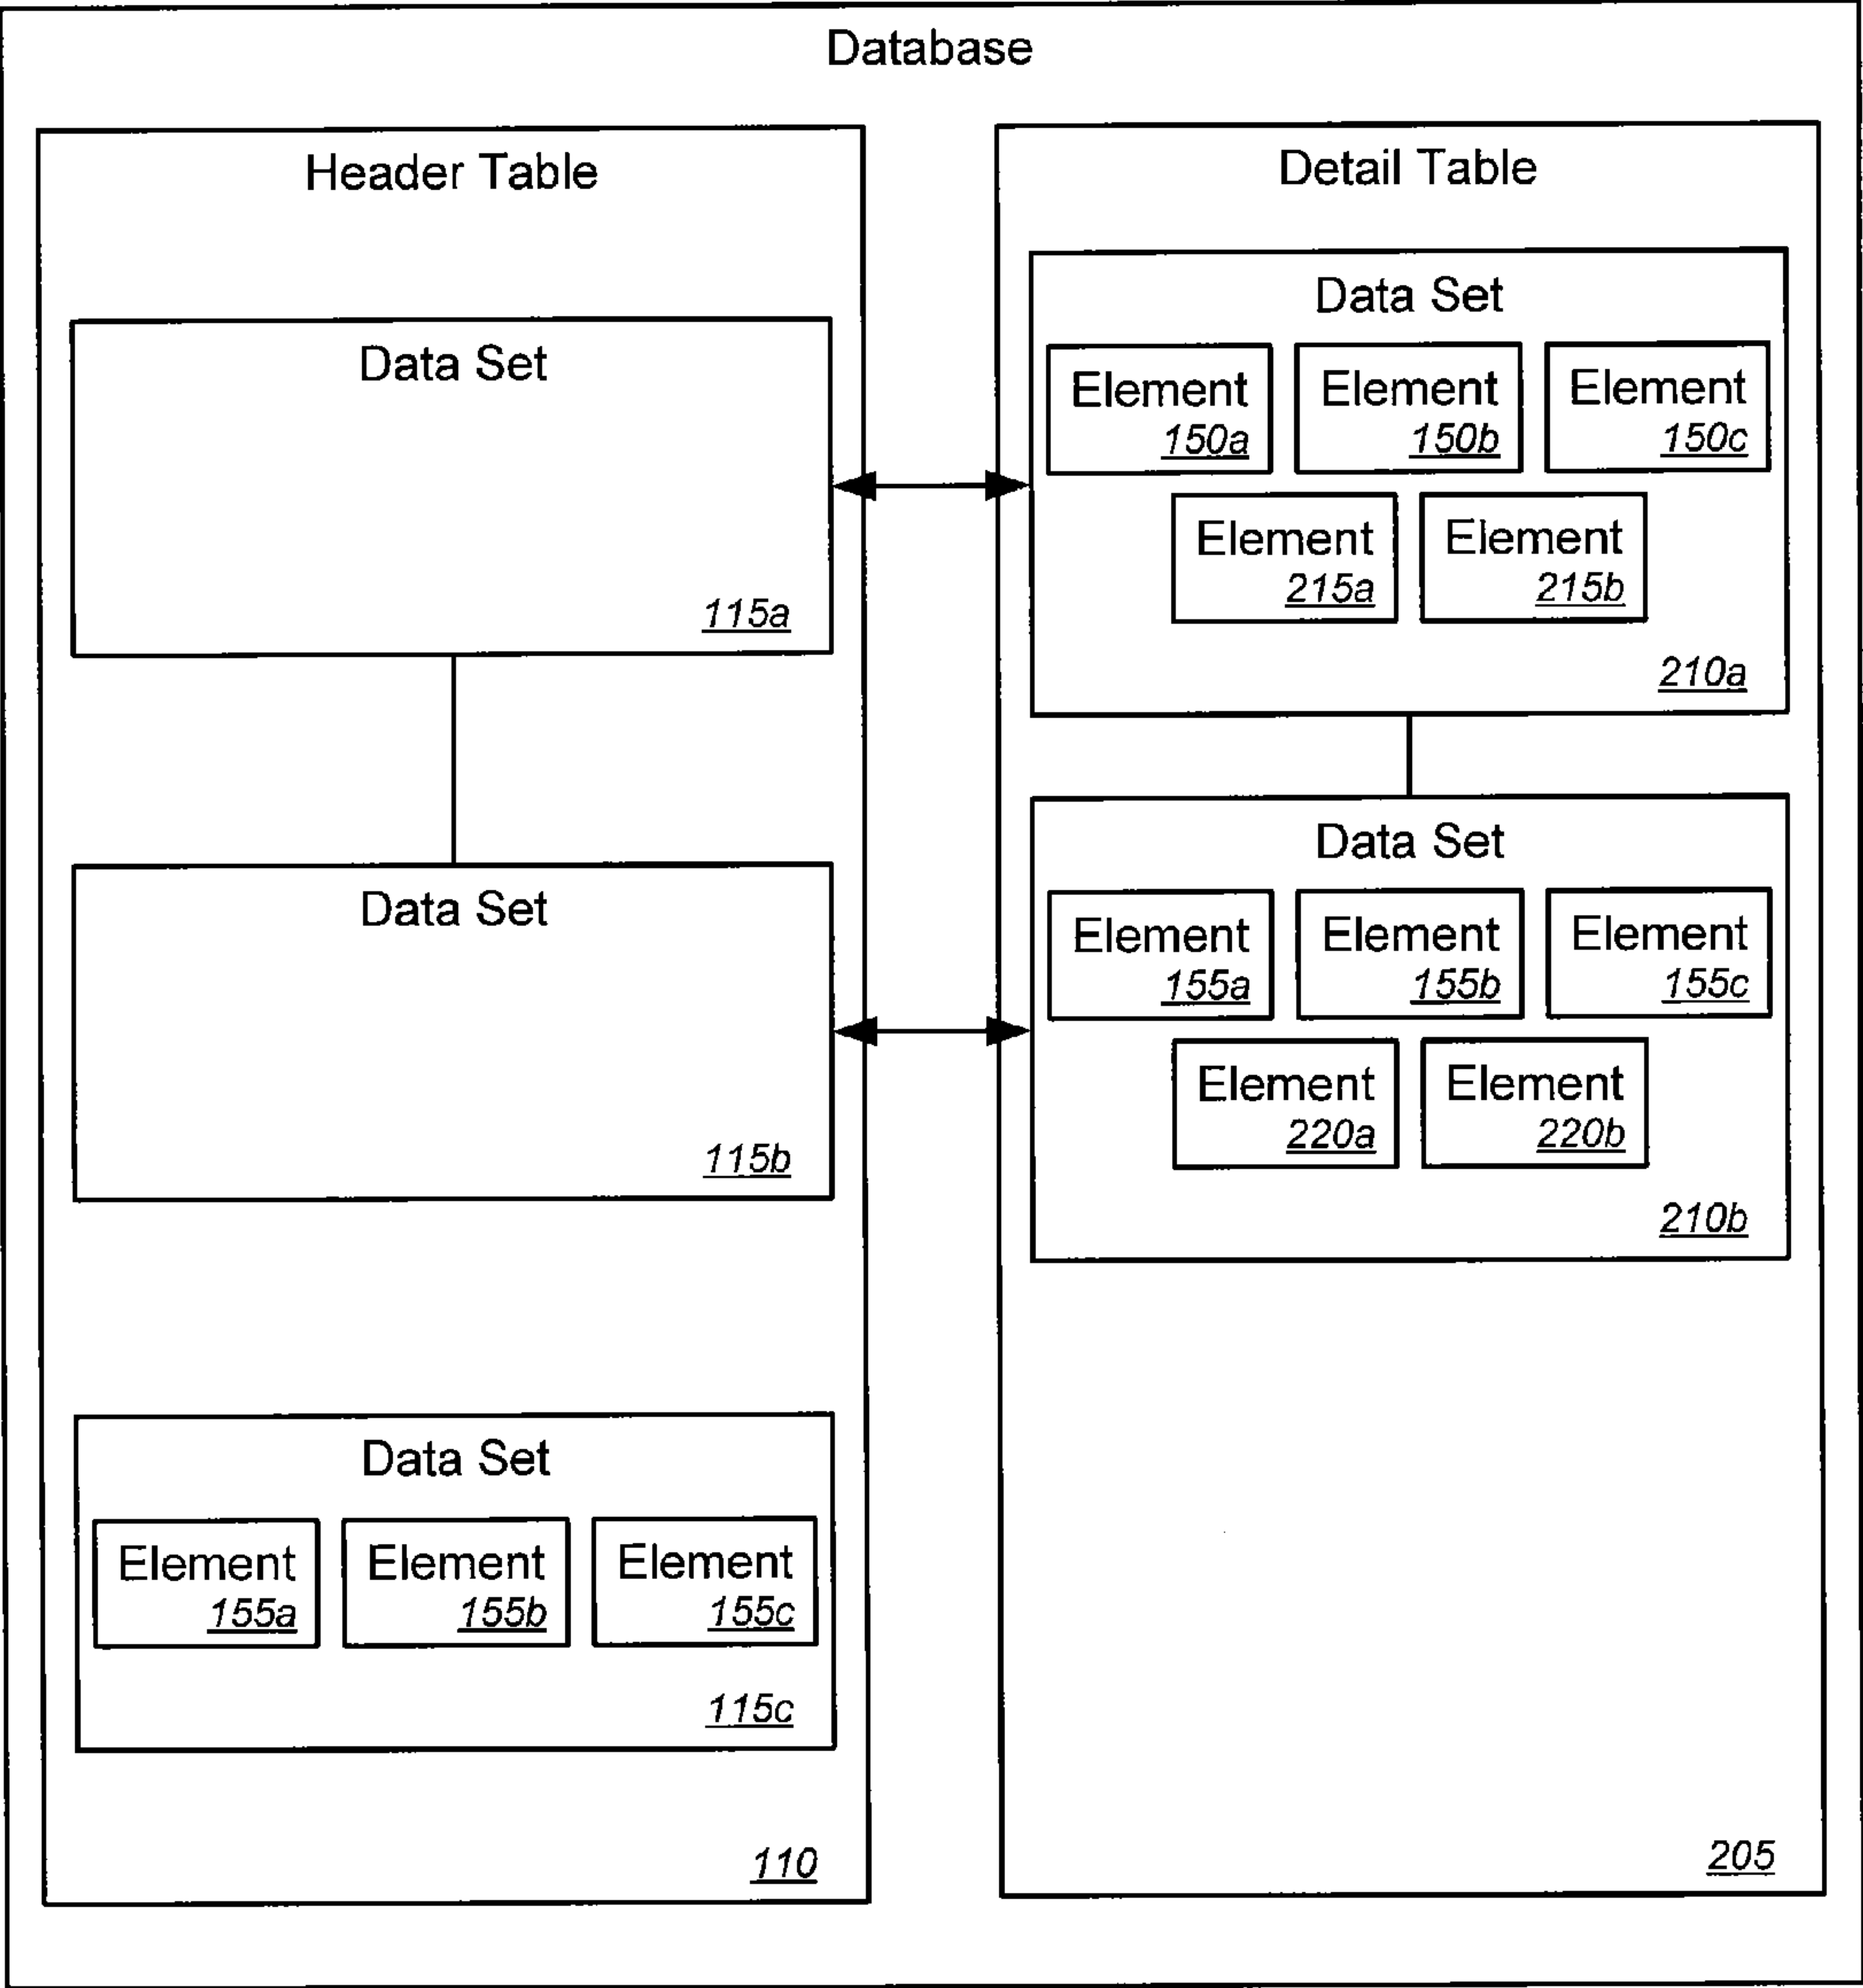 Database
Header Table
Data Set
115a
Data Set
115b
Data Set
Element Element Element
155a 155b 155c
115c
110
Detail Table
Data Set
Element Element Element
150a 150b 150c
Element Element
215a 215b
210a
Data Set
Element Element Element
155a 155b 155c
Element Element
220a 220b
210b
205